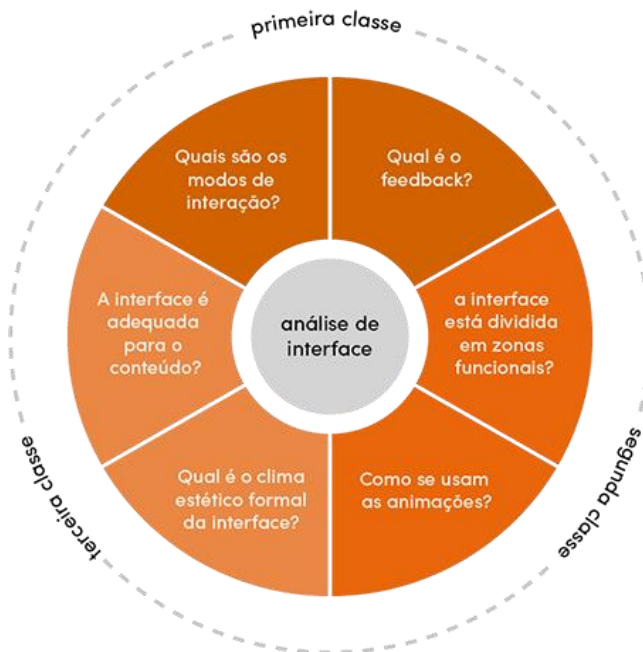 primeira classe
Quais são os
modos de
interação?
Qual é o
feedback?
A interface é
adequada
para o
conteúdo?
análise de
interface
a interface
está dividida
em zonas
funcionais?
Qual é o clima
estético formal
da interface?
Como se usam
as animações?
terceira classe
segunda classe